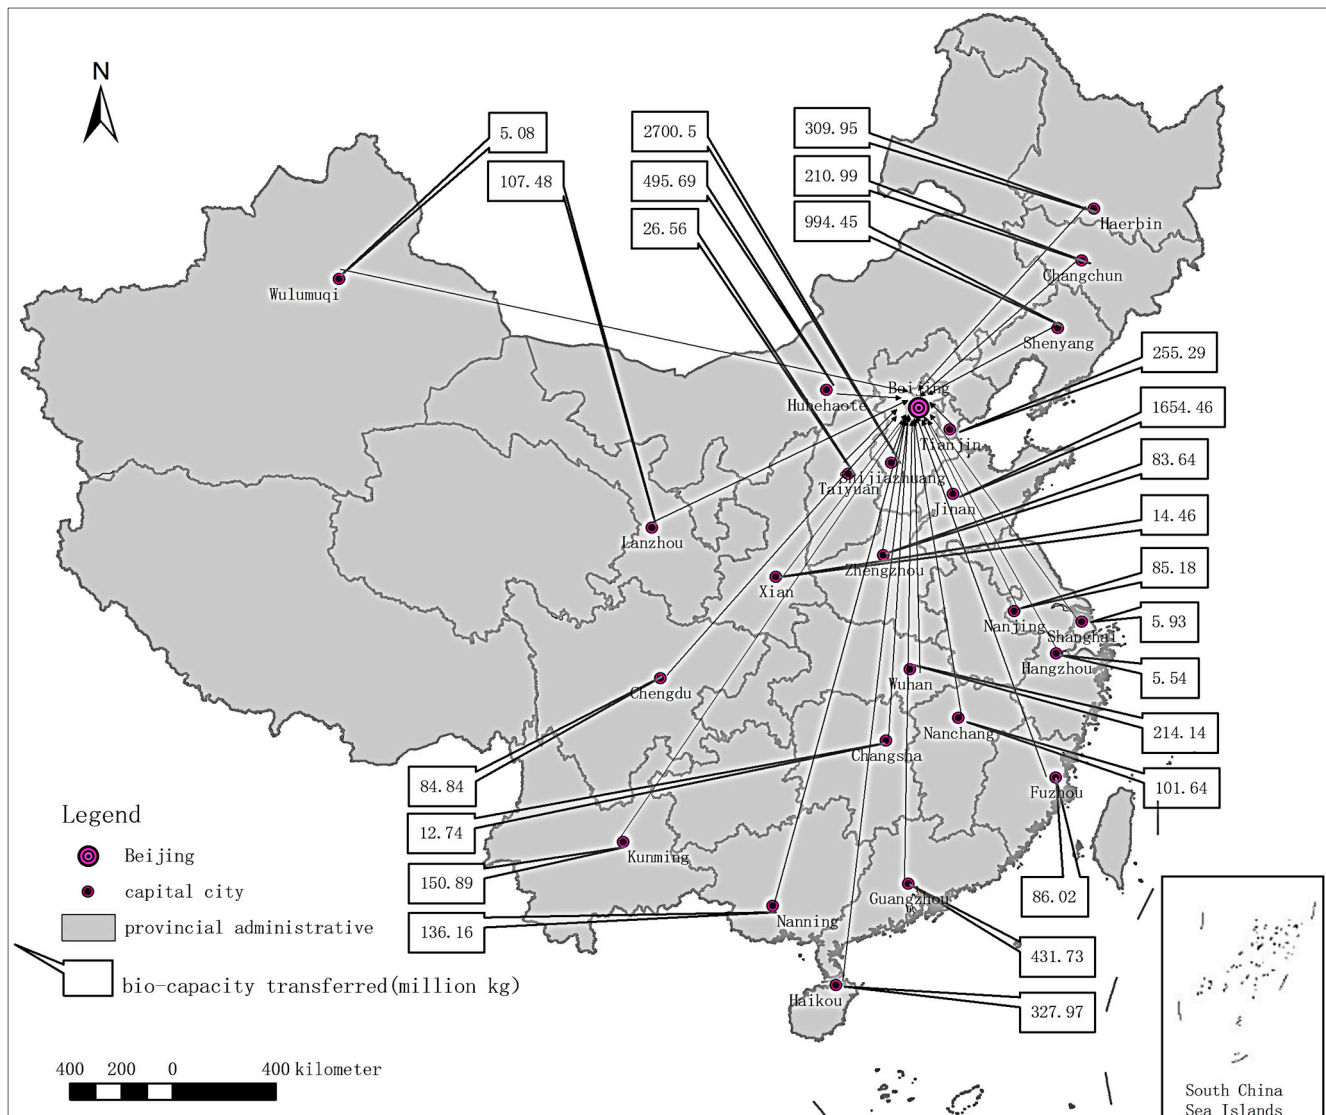 N
5.08
107.48
2700.5
495.69
26.56
309.95
210.99
994.45
Haerbin
Changchun
Shenyang
Wulumuqi
Huhehaote
Beijing
Tianjin
Shijiazhuang
Taiyuan
Jinan
Lanzhou
Zhengzhou
Xian
Nanjing
Shanghai
Hangzhou
Chengdu
Wuhan
Nanchang
Changsha
Fuzhou
Kunming
Guangzhou
Nanning
Haikou
255.29
1654.46
83.64
14.46
85.18
5.93
5.54
214.14
101.64
86.02
431.73
327.97
84.84
12.74
150.89
136.16
Legend
Beijing
capital city
provincial administrative
bio-capacity transferred(million kg)
400 200 0 400 kilometer
South China
Sea Islands